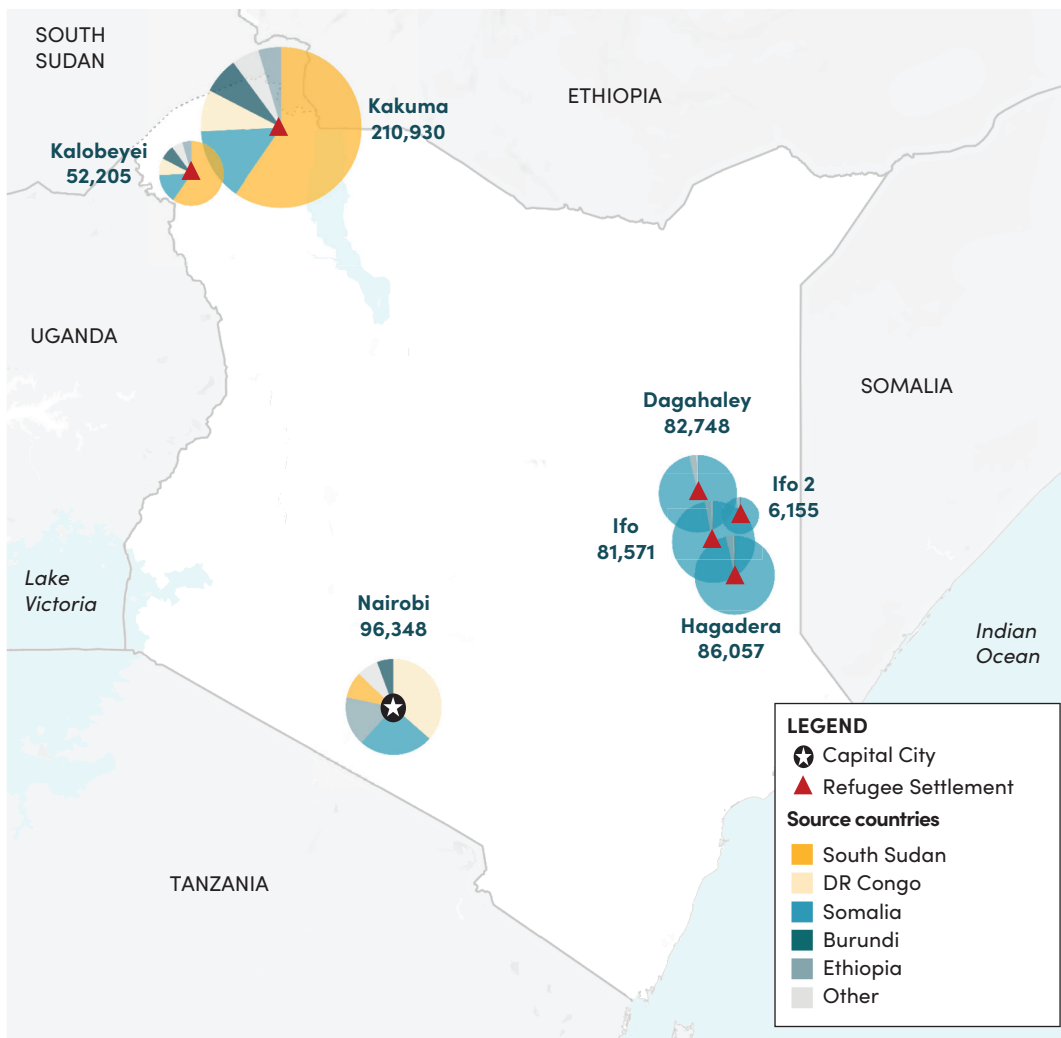 SOUTH
SUDAN
ETHIOPIA
Kakuma
210,930
Kalobeyei
52,205
UGANDA
SOMALIA
Dagahaley
82,748
Ifo 2
6,155
Ifo
81,571
Lake
Victoria
Nairobi
96,348
Hagadera
86,057
Indian
Ocean
TANZANIA
LEGEND
Capital City
Refugee Settlement
Source countries
South Sudan
DR Congo
Somalia
Burundi
Ethiopia
Other